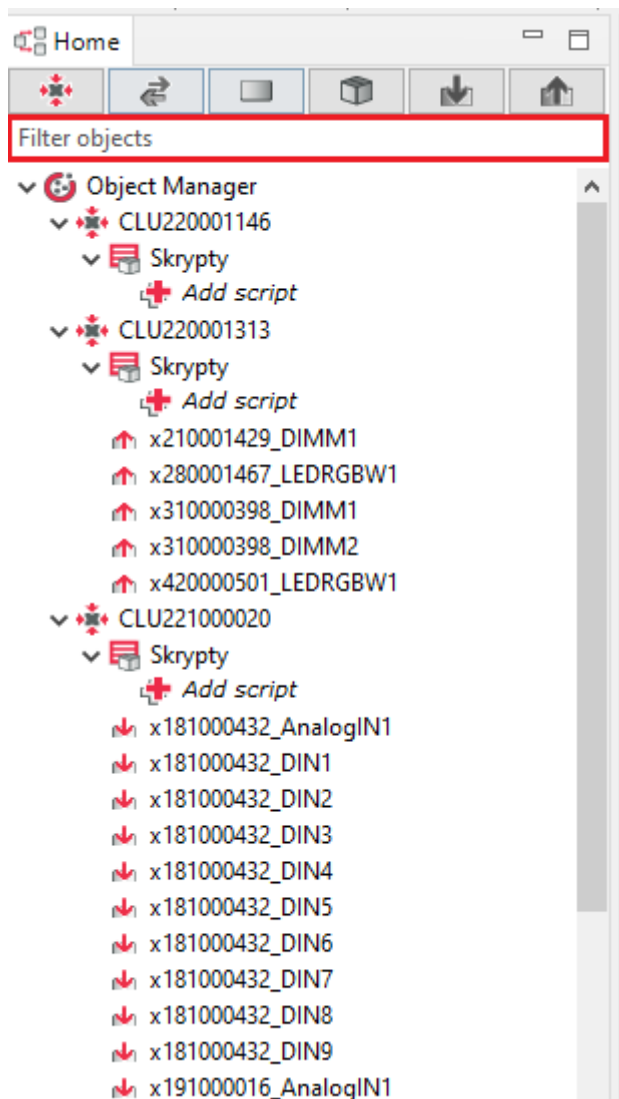 Home
Filter objects
Object Manager
CLU220001146
Skrypty
Add script
CLU220001313
Skrypty
Add script
x210001429_DIMM1
x280001467_LEDRGBW1
x310000398_DIMM1
x310000398_DIMM2
x420000501_LEDRGBW1
CLU221000020
Skrypty
Add script
x181000432_AnalogIN1
x181000432_DIN1
x181000432_DIN2
x181000432_DIN3
x181000432_DIN4
x181000432_DIN5
x181000432_DIN6
x181000432_DIN7
x181000432_DIN8
x181000432_DIN9
x191000016_AnalogIN1